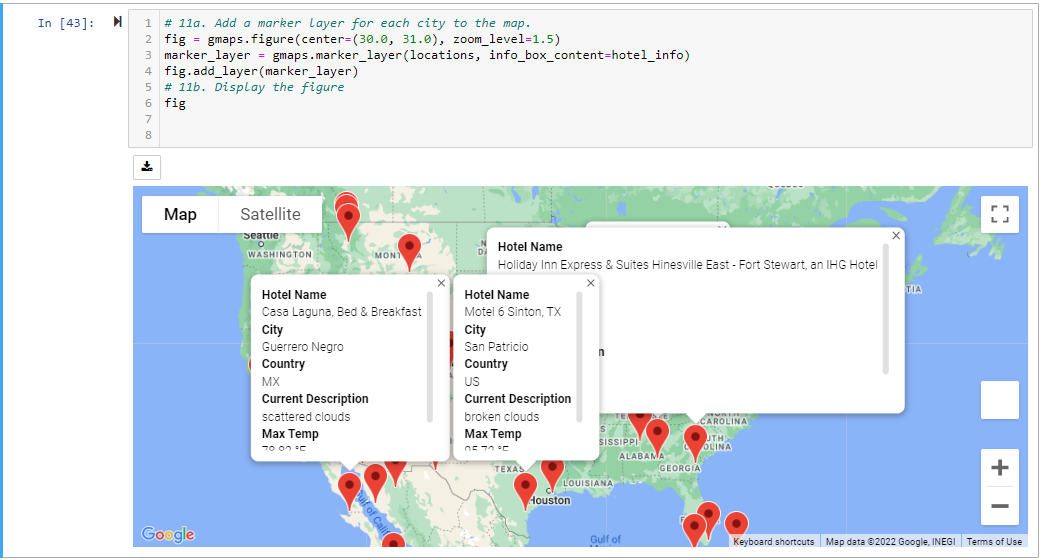 In [43]:
1 # 11a. Add a marker layer for each city to the map.
2 fig = gmaps.figure(center=(30.0, 31.0), zoom_level=1.5)
3 marker_layer = gmaps.marker_layer(locations, info_box_content=hotel_info)
4 fig.add_layer(marker_layer)
5 # 11b. Display the figure
6 fig
7
8
Map
Satellite
Seattle
WASHINGTON
Hotel Name
Holiday Inn Express & Suites Hinesville East - Fort Stewart, an IHG Hotel
Hotel Name
Casa Laguna, Bed & Breakfast
City
Guerrero Negro
Country
MX
Current Description
scattered clouds
Max Temp
Hotel Name
Motel 6 Sinton, TX
City
San Patricio
Country
US
Current Description
broken clouds
Max Temp
CAROLINA
ALABAMA
GEORGIA
TEXAS
LOUISIANA
Houston
Gulf of
Google
Keyboard shortcuts
Map data ©2022 Google, INEGI
Terms of Use